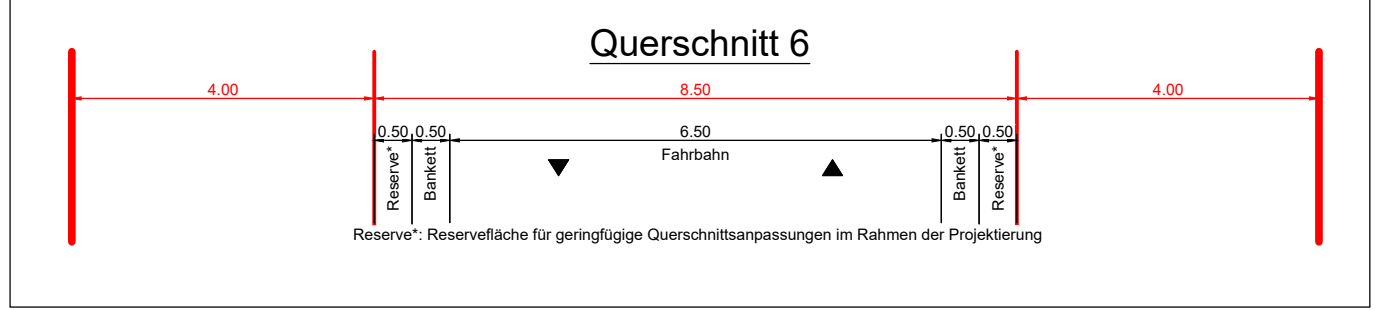 Querschnitt 6
4.00 8.50 4.00
0.50 0.50 6.50 0.50 0.50
Reserve* Bankett Fahrbahn Bankett Reserve*
Reserve*: Reservefläche für geringfügige Querschnittsanpassungen im Rahmen der Projektierung